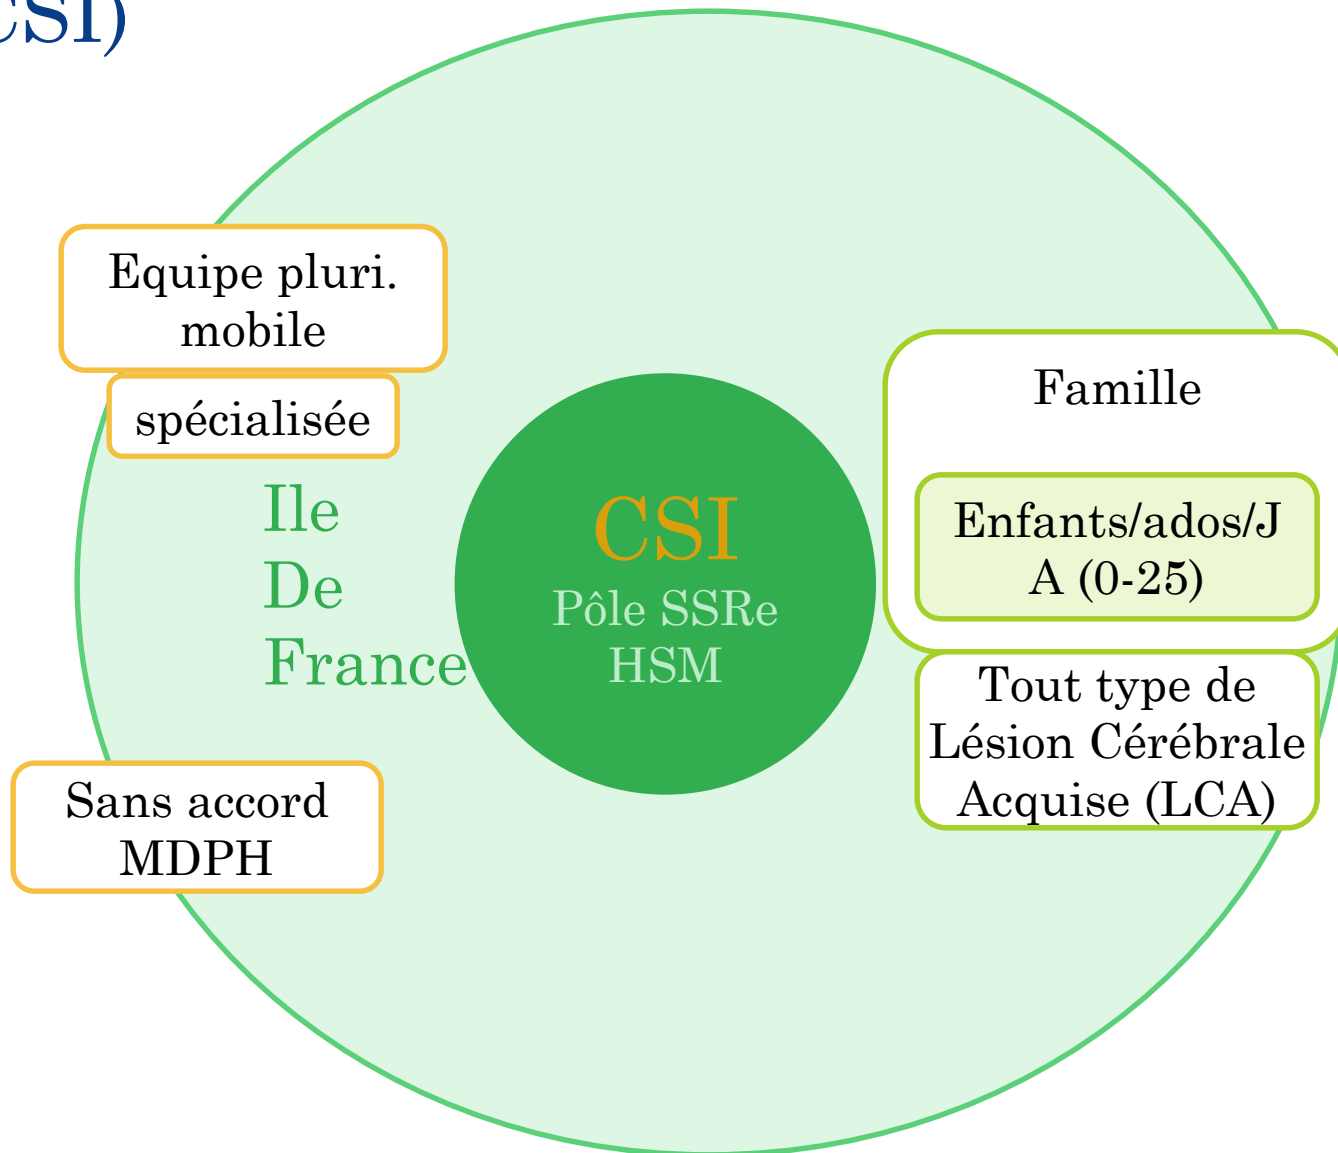 CSI)
Equipe pluri.
mobile
spécialisée
Ile
De
France
Sans accord
MDPH
CSI
Pôle SSRe
HSM
Famille
Enfants/ados/J
A (0-25)
Tout type de
Lésion Cérébrale
Acquise (LCA)